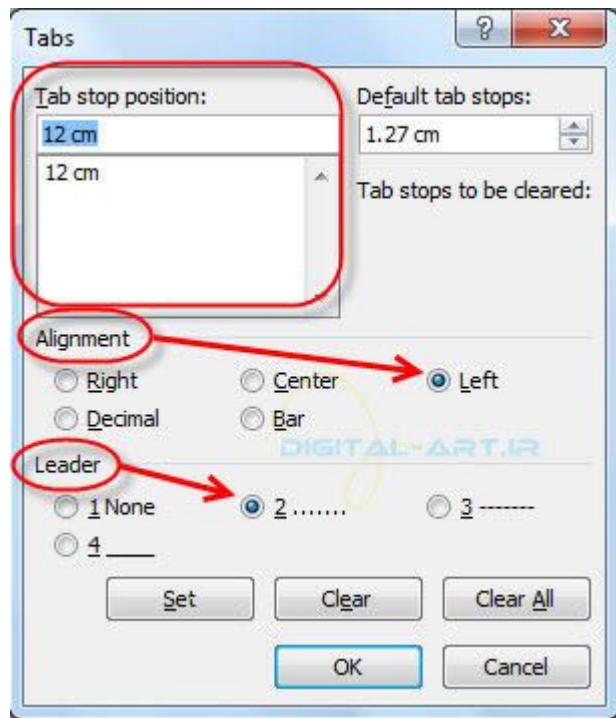 Tabs
Tab stop position:
Default tab stops:
12 cm
1.27 cm
12 cm
Tab stops to be cleared:
Alignment
Right
Center
Left
Decimal
Bar
DIGITAL-ART.IR
Leader
1 None
2 .......
3 -------
4 ____
Set
Clear
Clear All
OK
Cancel